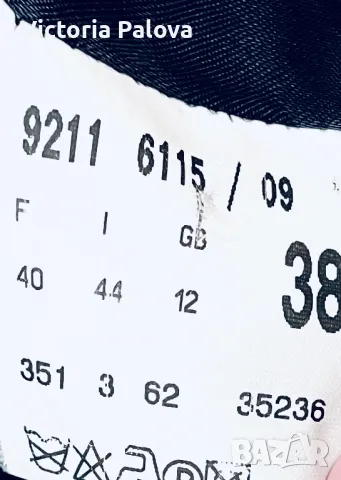 Victoria Palova
9211 6115 / 09
F I GB
38
40 44 12
351 3 62 35236
BAZAR